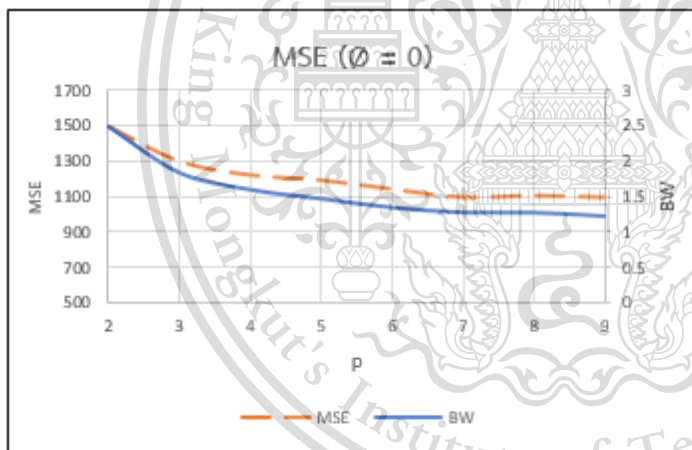 MSE (Ø = 0)
1700
1500
1300
1100
900
700
500
MSE
3
2.5
2
1.5
1
0.5
0
BW
2 3 4 5 6 7 8 9
p
MSE BW
King Mongkut's Institute of Te